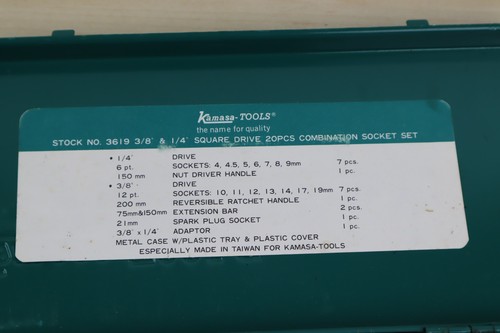 Kamasa-TOOLS®
the name for quality
STOCK NO. 3619 3/8" & 1/4" SQUARE DRIVE 20PCS COMBINATION SOCKET SET
• 1/4" DRIVE
6 pt. SOCKETS: 4, 4.5, 5, 6, 7, 8, 9mm 7 pcs.
150 mm NUT DRIVER HANDLE 1 pc.
• 3/8" DRIVE
12 pt. SOCKETS: 10, 11, 12, 13, 14, 17, 19mm 7 pcs.
200 mm REVERSIBLE RATCHET HANDLE 1 pc.
75mm&150mm EXTENSION BAR 2 pcs.
21mm SPARK PLUG SOCKET 1 pc.
3/8" x 1/4" ADAPTOR 1 pc.
METAL CASE W/PLASTIC TRAY & PLASTIC COVER
ESPECIALLY MADE IN TAIWAN FOR KAMASA-TOOLS